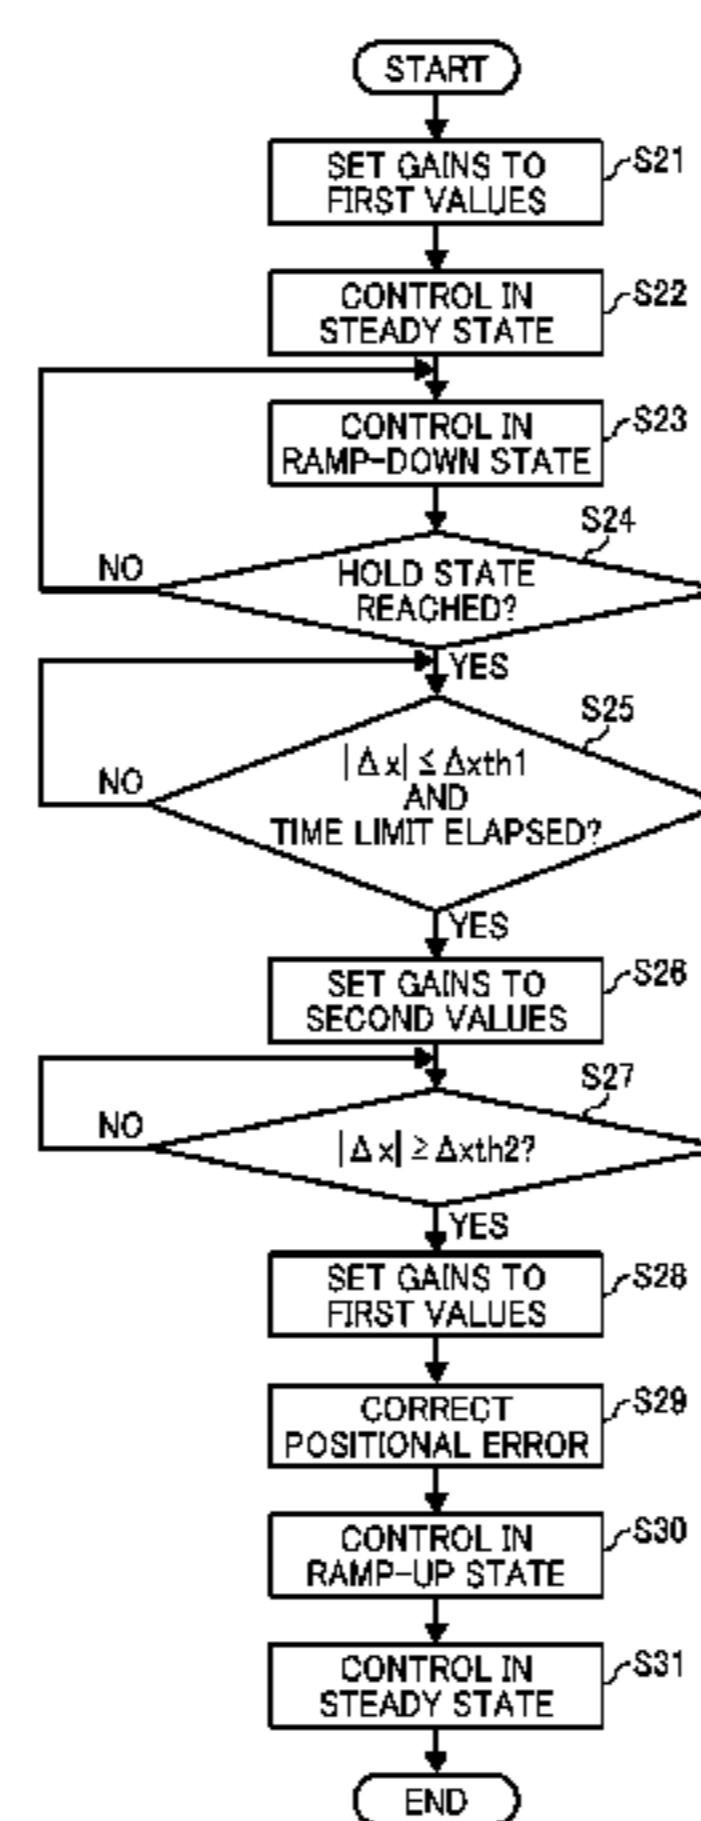 START
SET GAINS TO
FIRST VALUES
S21
CONTROL IN
STEADY STATE
S22
CONTROL IN
RAMP-DOWN STATE
S23
S24
HOLD STATE
REACHED?
NO
YES
S25
|Δx| ≤ Δxth1
AND
TIME LIMIT ELAPSED?
NO
YES
SET GAINS TO
SECOND VALUES
S26
S27
|Δx| ≥ Δxth2?
NO
YES
SET GAINS TO
FIRST VALUES
S28
CORRECT
POSITIONAL ERROR
S29
CONTROL IN
RAMP-UP STATE
S30
CONTROL IN
STEADY STATE
S31
END